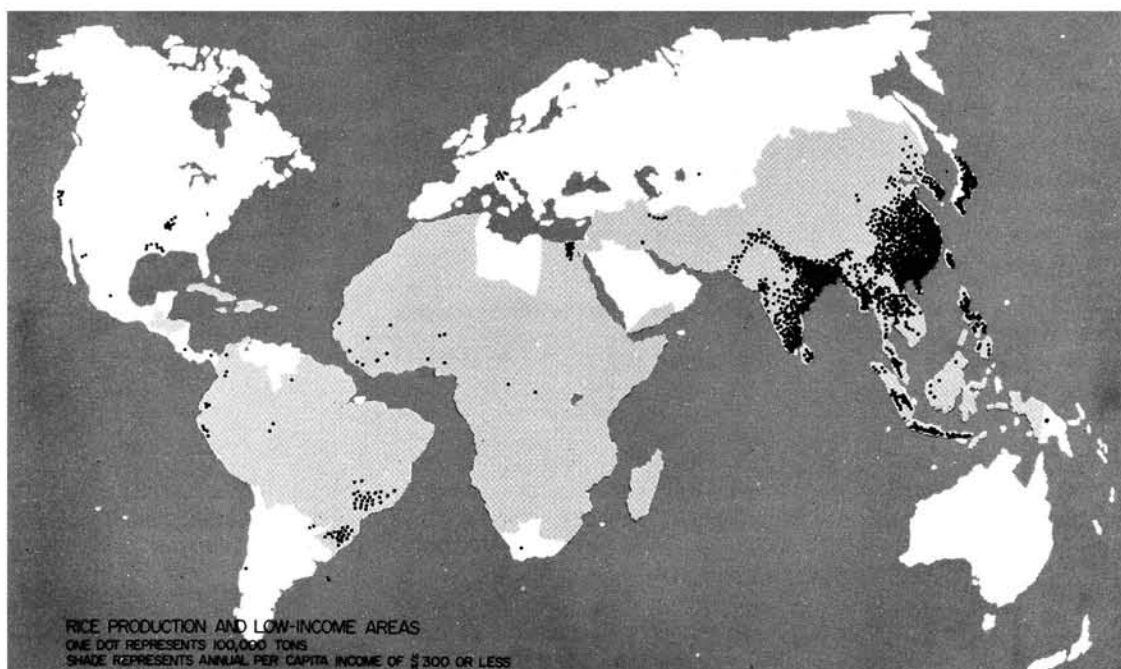 RICE PRODUCTION AND LOW-INCOME AREAS
ONE DOT REPRESENTS 100,000 TONS
SHADE REPRESENTS ANNUAL PER CAPITA INCOME OF $300 OR LESS